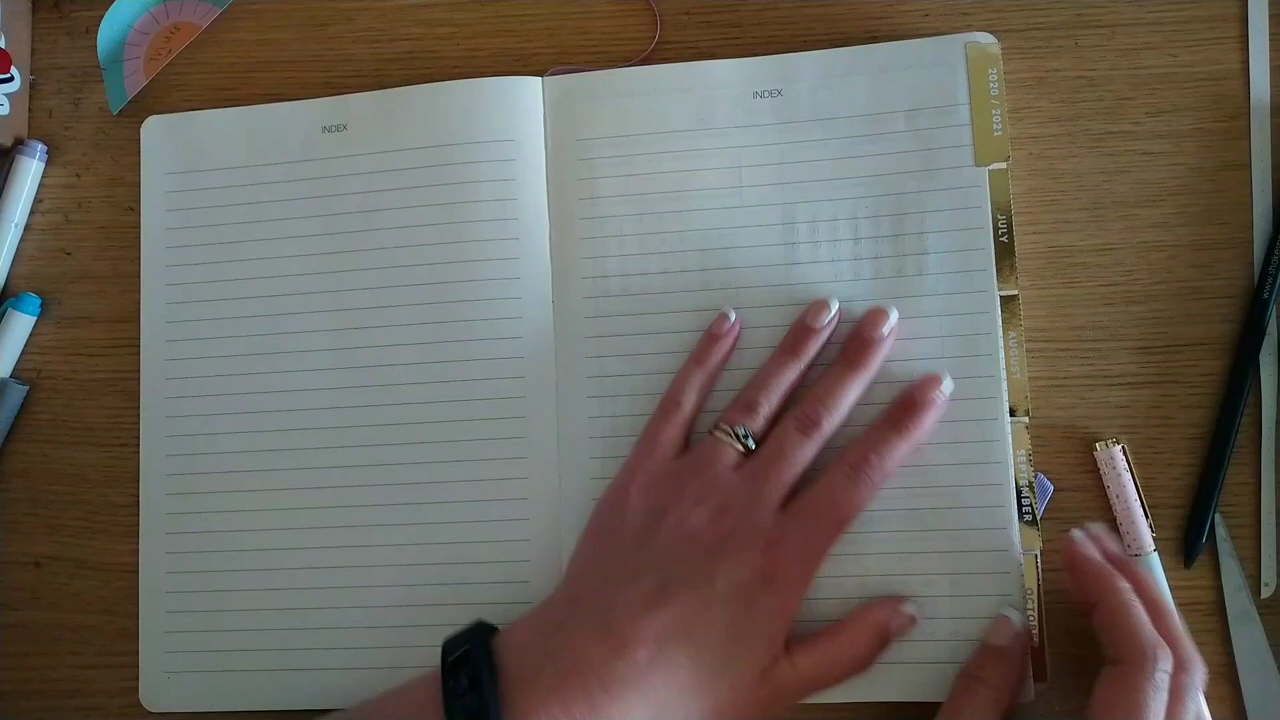 INDEX
INDEX
2020 / 2021
JULY
AUGUST
SEPTEMBER